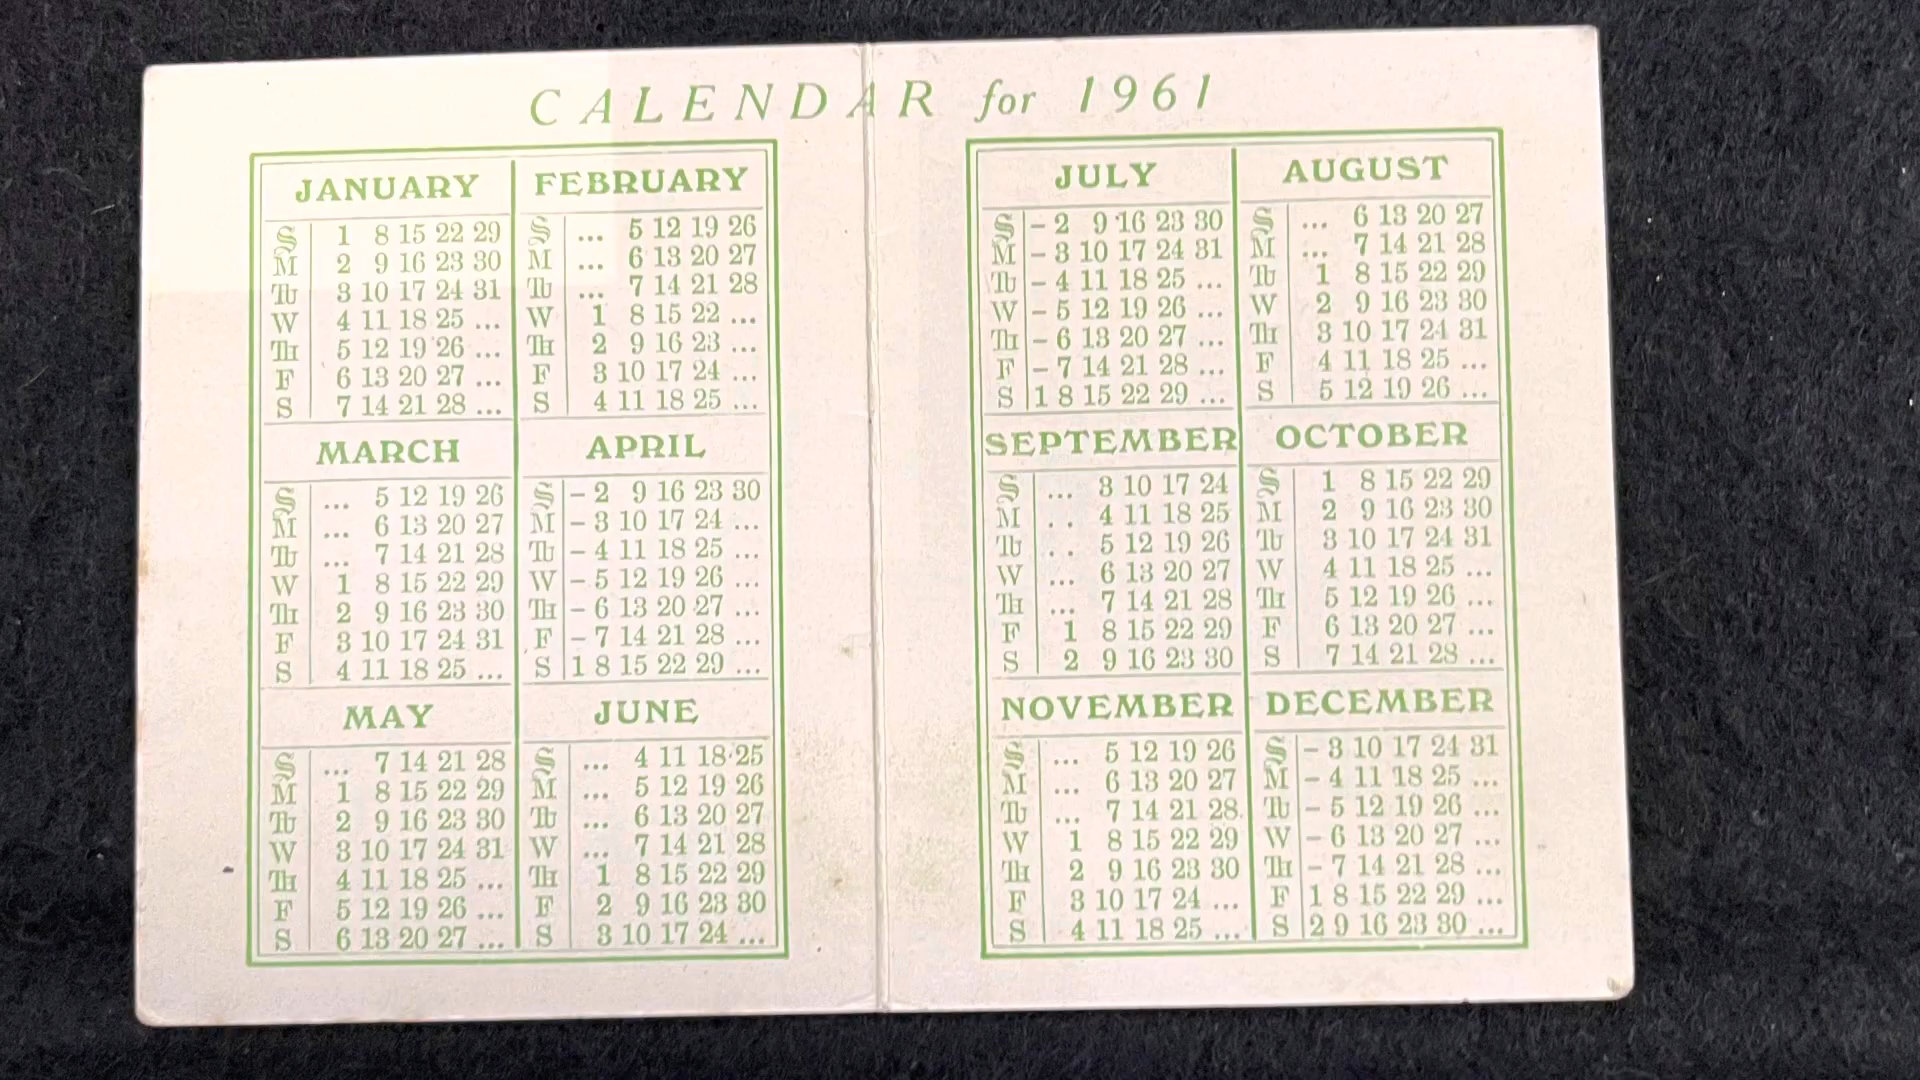 CALENDAR for 1961
JANUARY
S 1 8 15 22 29
M 2 9 16 23 30
Tu 3 10 17 24 31
W 4 11 18 25 ...
Th 5 12 19 26 ...
F 6 13 20 27 ...
S 7 14 21 28 ...
FEBRUARY
S ... 5 12 19 26
M ... 6 13 20 27
Tu ... 7 14 21 28
W 1 8 15 22 ...
Th 2 9 16 23 ...
F 3 10 17 24 ...
S 4 11 18 25 ...
MARCH
S ... 5 12 19 26
M ... 6 13 20 27
Tu ... 7 14 21 28
W 1 8 15 22 29
Th 2 9 16 23 30
F 3 10 17 24 31
S 4 11 18 25 ...
APRIL
S - 2 9 16 23 30
M - 3 10 17 24 ...
Tu - 4 11 18 25 ...
W - 5 12 19 26 ...
Th - 6 13 20 27 ...
F - 7 14 21 28 ...
S 1 8 15 22 29 ...
MAY
S ... 7 14 21 28
M 1 8 15 22 29
Tu 2 9 16 23 30
W 3 10 17 24 31
Th 4 11 18 25 ...
F 5 12 19 26 ...
S 6 13 20 27 ...
JUNE
S ... 4 11 18 25
M ... 5 12 19 26
Tu ... 6 13 20 27
W ... 7 14 21 28
Th 1 8 15 22 29
F 2 9 16 23 30
S 3 10 17 24 ...
JULY
S - 2 9 16 23 30
M - 3 10 17 24 31
Tu - 4 11 18 25 ...
W - 5 12 19 26 ...
Th - 6 13 20 27 ...
F - 7 14 21 28 ...
S 1 8 15 22 29 ...
AUGUST
S ... 6 13 20 27
M ... 7 14 21 28
Tu 1 8 15 22 29
W 2 9 16 23 30
Th 3 10 17 24 31
F 4 11 18 25 ...
S 5 12 19 26 ...
SEPTEMBER
S ... 3 10 17 24
M .. 4 11 18 25
Tu .. 5 12 19 26
W ... 6 13 20 27
Th ... 7 14 21 28
F 1 8 15 22 29
S 2 9 16 23 30
OCTOBER
S 1 8 15 22 29
M 2 9 16 23 30
Tu 3 10 17 24 31
W 4 11 18 25 ...
Th 5 12 19 26 ...
F 6 13 20 27 ...
S 7 14 21 28 ...
NOVEMBER
S ... 5 12 19 26
M ... 6 13 20 27
Tu ... 7 14 21 28
W 1 8 15 22 29
Th 2 9 16 23 30
F 3 10 17 24 ...
S 4 11 18 25 ...
DECEMBER
S - 3 10 17 24 31
M - 4 11 18 25 ...
Tu - 5 12 19 26 ...
W - 6 13 20 27 ...
Th - 7 14 21 28 ...
F 1 8 15 22 29 ...
S 2 9 16 23 30 ...